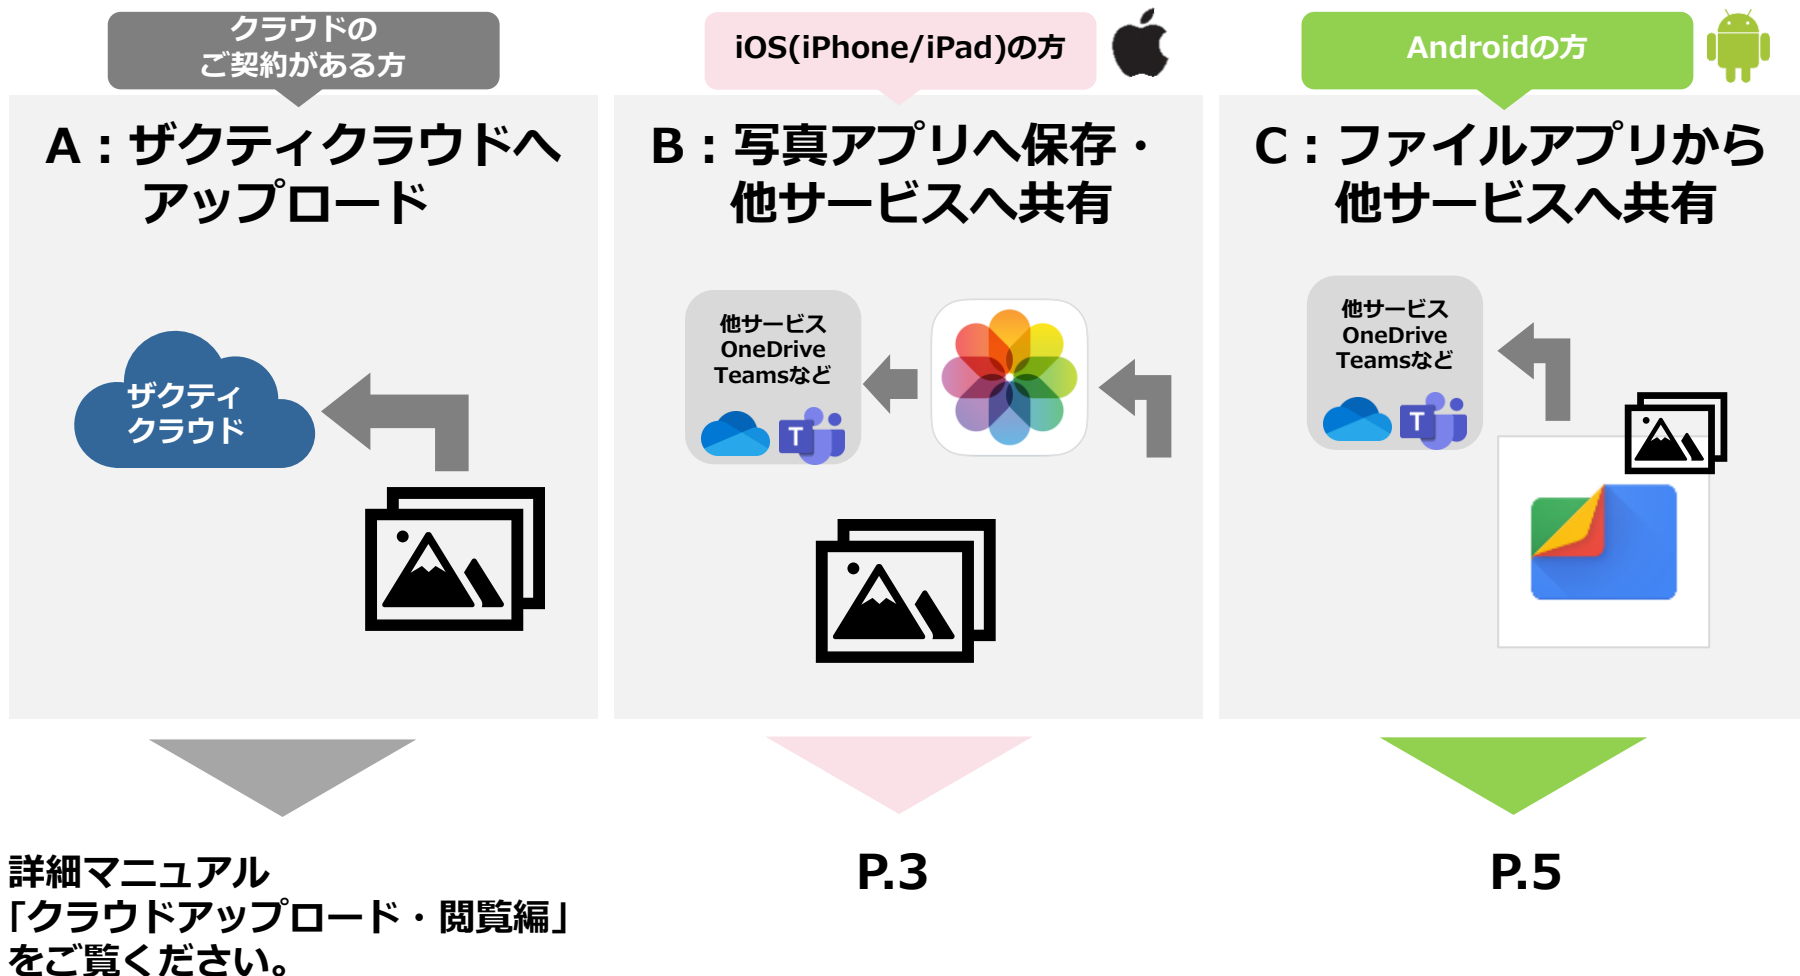 クラウドの
ご契約がある方
A：ザクティクラウドへ
アップロード
ザクティ
クラウド
詳細マニュアル
「クラウドアップロード・閲覧編」
をご覧ください。
iOS(iPhone/iPad)の方
B：写真アプリへ保存・
他サービスへ共有
他サービス
OneDrive
Teamsなど
T
P.3
Androidの方
C：ファイルアプリから
他サービスへ共有
他サービス
OneDrive
Teamsなど
T
P.5